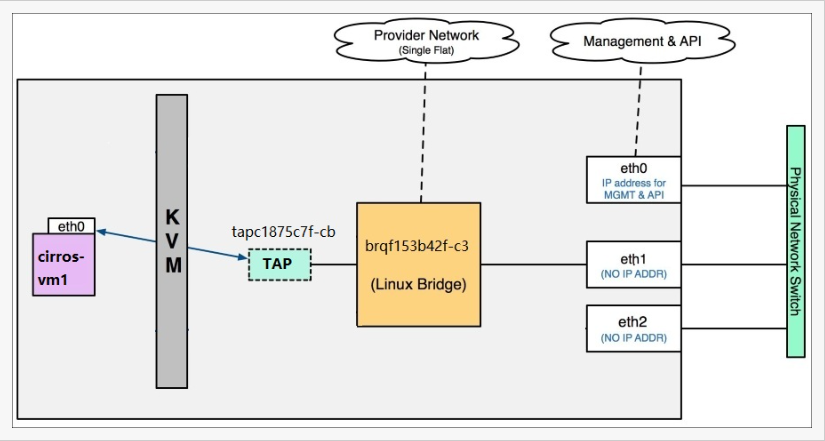 Provider Network
(Single Flat)
Management & API
eth0
IP address for
MGMT & API
KVM
tapc1875c7f-cb
eth0
cirros-
vm1
TAP
brqf153b42f-c3
(Linux Bridge)
eth1
(NO IP ADDR)
eth2
(NO IP ADDR)
Physical Network Switch